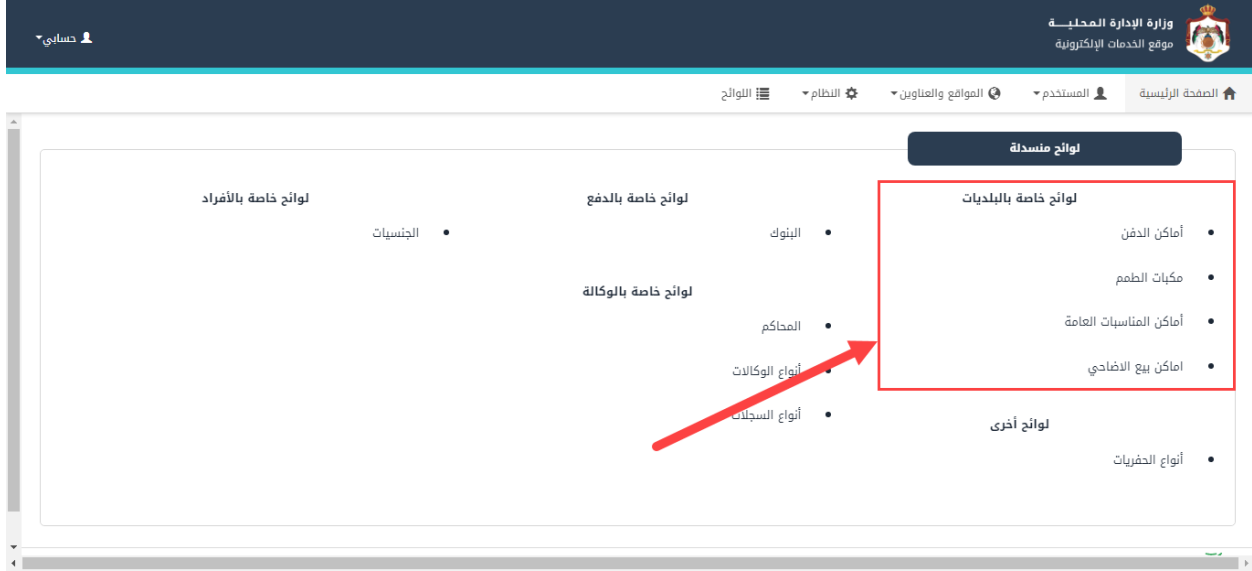 وزارة الإدارة المحليـــة
موقع الخدمات الإلكترونية
حسابي
الصفحة الرئيسية
المستخدم
المواقع والعناوين
النظام
اللوائح
لوائح منسدلة
لوائح خاصة بالبلديات
أماكن الدفن
مكبات الطمم
أماكن المناسبات العامة
اماكن بيع الاضاحي
لوائح أخرى
أنواع الحفريات
لوائح خاصة بالدفع
البنوك
لوائح خاصة بالوكالة
المحاكم
أنواع الوكالات
أنواع السجلات
لوائح خاصة بالأفراد
الجنسيات